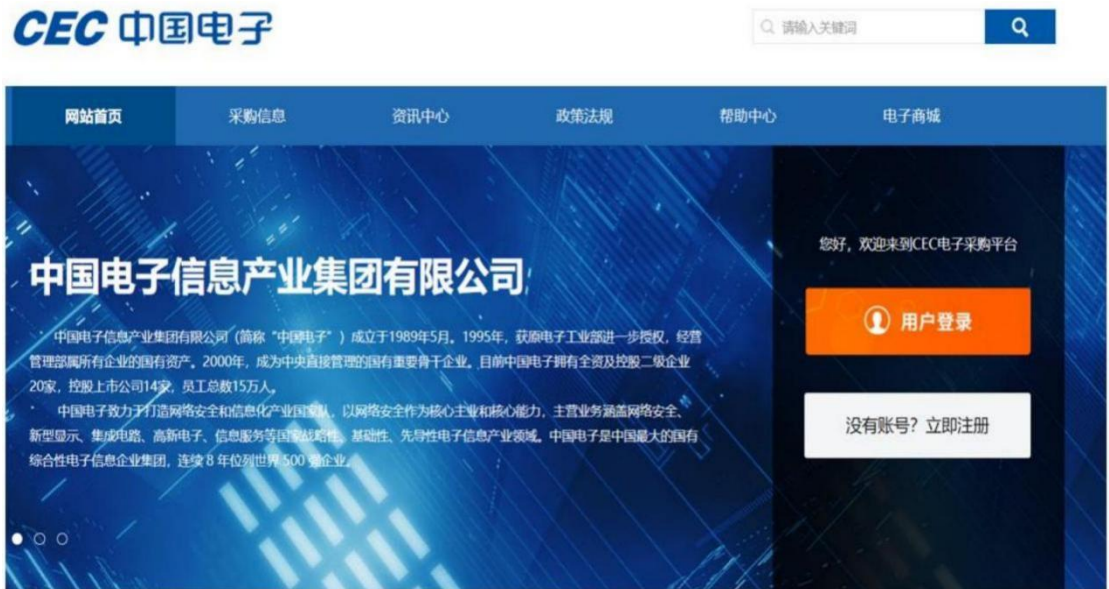 CEC 中国电子
请输入关键词
网站首页 采购信息 资讯中心 政策法规 帮助中心 电子商城
您好，欢迎来到CEC电子采购平台
中国电子信息产业集团有限公司
中国电子信息产业集团有限公司（简称“中国电子”）成立于1989年5月。1995年，获原电子工业部进一步授权，经营
管理部属所有企业的国有资产。2000年，成为中央直接管理的国有重要骨干企业。目前中国电子拥有全资及控股二级企业
20家，控股上市公司14家，员工总数15万人。
中国电子致力于打造网络安全和信息化产业国家队，以网络安全作为核心主业和核心能力，主营业务涵盖网络安全、
新型显示、集成电路、高新电子、信息服务等国家战略性、基础性、先导性电子信息产业领域。中国电子是中国最大的国有
综合性电子信息企业集团，连续 8 年位列世界 500 强企业。
用户登录
没有账号？立即注册